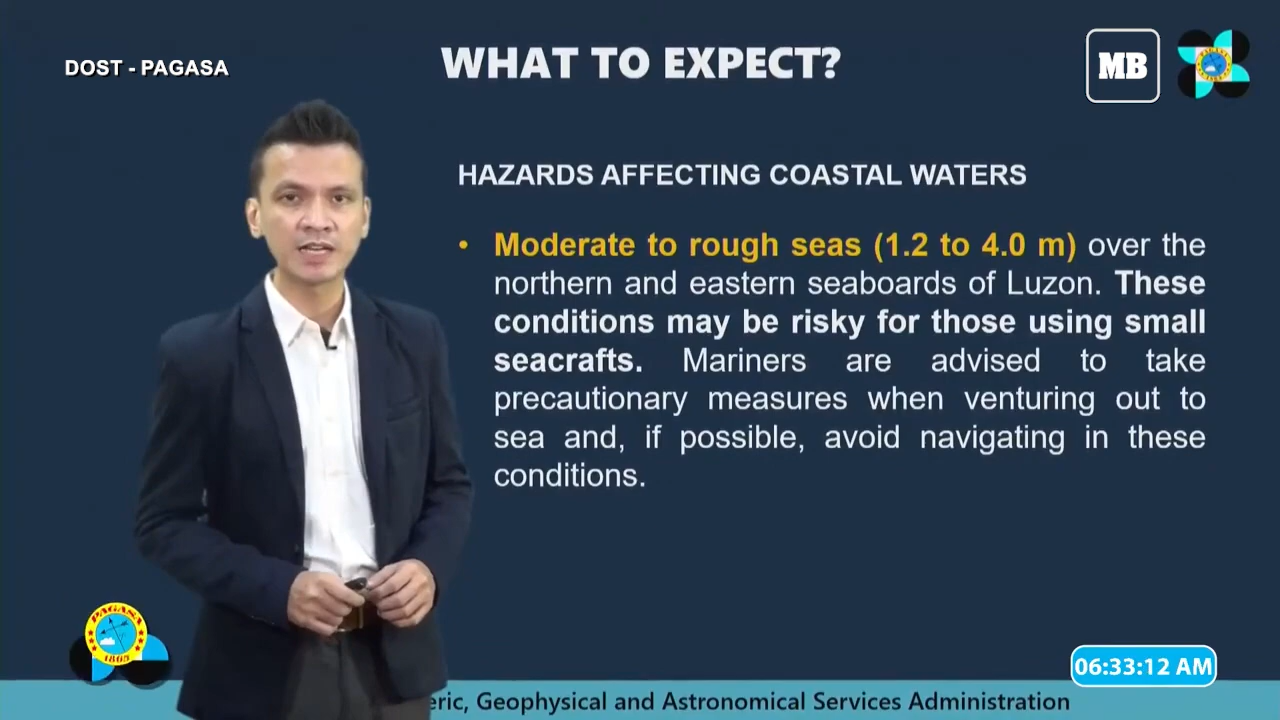 DOST - PAGASA
WHAT TO EXPECT?
MB
HAZARDS AFFECTING COASTAL WATERS
• Moderate to rough seas (1.2 to 4.0 m) over the
northern and eastern seaboards of Luzon. These
conditions may be risky for those using small
seacrafts. Mariners are advised to take
precautionary measures when venturing out to
sea and, if possible, avoid navigating in these
conditions.
PAGASA
1865
06:33:12 AM
eric, Geophysical and Astronomical Services Administration